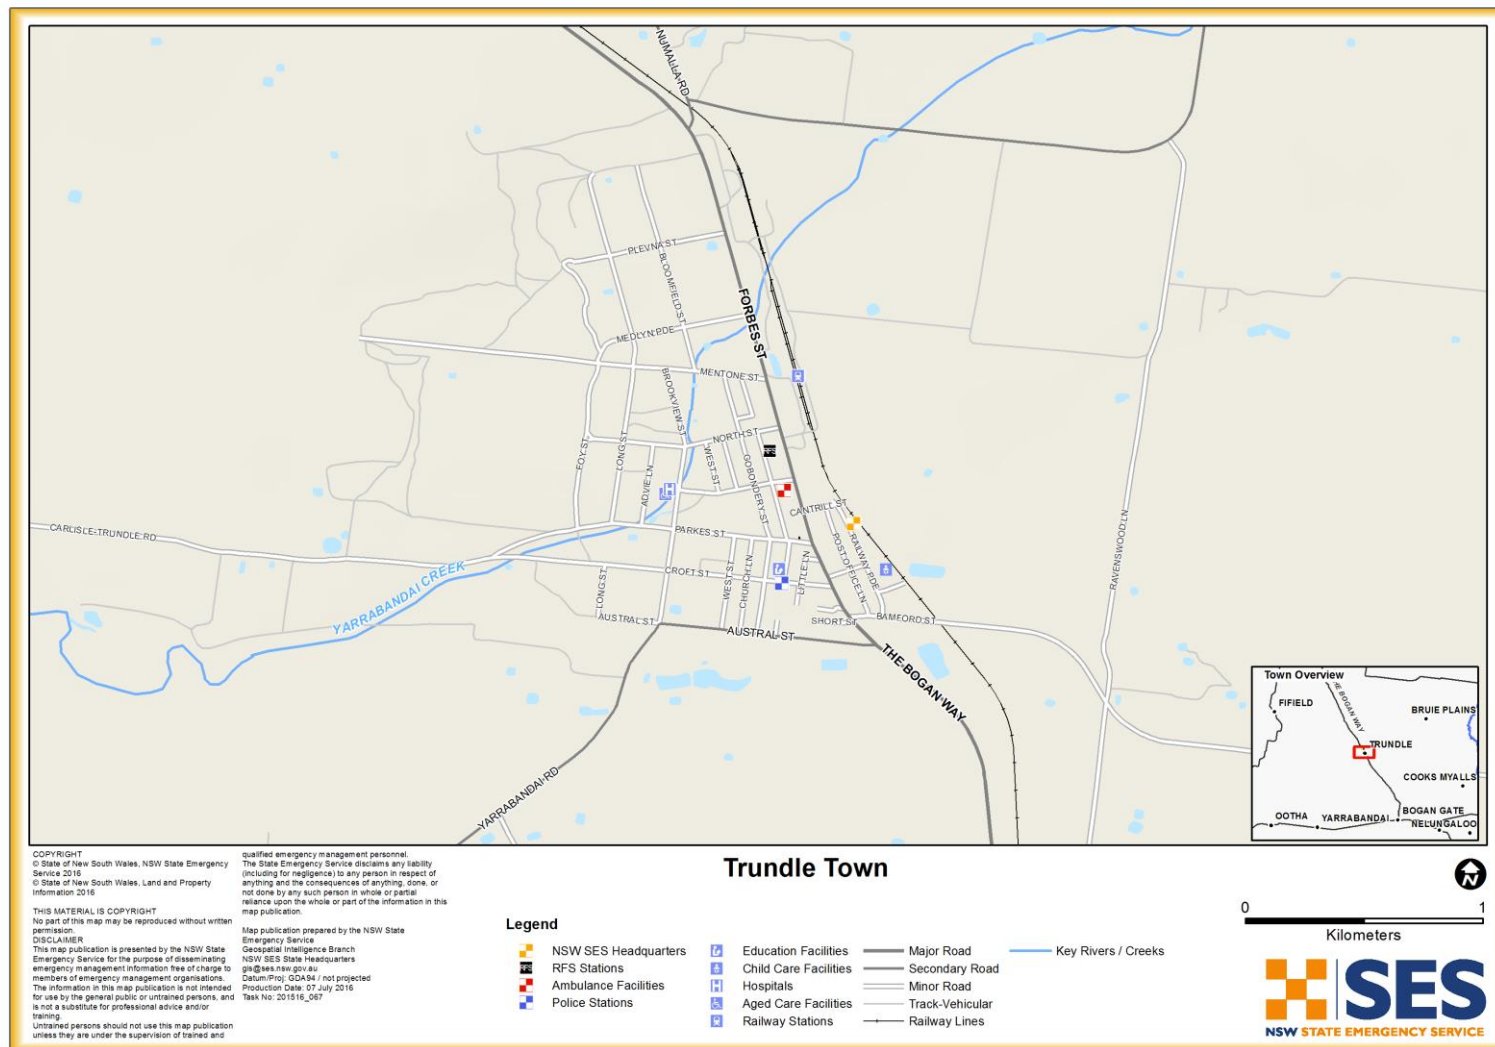 NUMALLA RD
PLEVNA ST
BLOOMFIELD ST
FORBES ST
MEDLYN PDE
MENTONE ST
BROOKVIEW ST
NORTH ST
FOY ST
LONG ST
ADVIE LN
WEST ST
GOBONDERY ST
RFS
CANTRILL ST
CARLISLE-TRUNDLE RD
PARKES ST
RAILWAY PDE
POST OFFICE LN
RAVENSWOOD LN
YARRABANDAI CREEK
CROFT ST
LONG ST
WEST ST
CHURCH LN
LITTLE LN
AUSTRAL ST
AUSTRAL ST
SHORT ST
BAMFORD ST
THE BOGAN WAY
YARRABANDAI RD
Town Overview
THE BOGAN WAY
FIFIELD
BRUIE PLAINS
TRUNDLE
COOKS MYALLS
BOGAN GATE
OOTHA
YARRABANDAI
NELUNGALOO
COPYRIGHT
© State of New South Wales, NSW State Emergency
Service 2016
© State of New South Wales, Land and Property
Information 2016
THIS MATERIAL IS COPYRIGHT
No part of this map may be reproduced without written
permission.
DISCLAIMER
This map publication is presented by the NSW State
Emergency Service for the purpose of disseminating
emergency management information free of charge to
members of emergency management organisations.
The information in this map publication is not intended
for use by the general public or untrained persons, and
is not a substitute for professional advice and/or
training.
Untrained persons should not use this map publication
unless they are under the supervision of trained and
qualified emergency management personnel.
The State Emergency Service disclaims any liability
(including for negligence) to any person in respect of
anything and the consequences of anything, done, or
not done by any such person in whole or partial
reliance upon the whole or part of the information in this
map publication.
Map publication prepared by the NSW State
Emergency Service
Geospatial Intelligence Branch
NSW SES State Headquarters
gis@ses.nsw.gov.au
Datum/Proj: GDA94 / not projected
Production Date: 07 July 2016
Task No: 201516_067
Trundle Town
Legend
NSW SES Headquarters
RFS Stations
Ambulance Facilities
Police Stations
Education Facilities
Child Care Facilities
Hospitals
Aged Care Facilities
Railway Stations
Major Road
Secondary Road
Minor Road
Track-Vehicular
Railway Lines
Key Rivers / Creeks
N
0 1
Kilometers
SES
NSW STATE EMERGENCY SERVICE